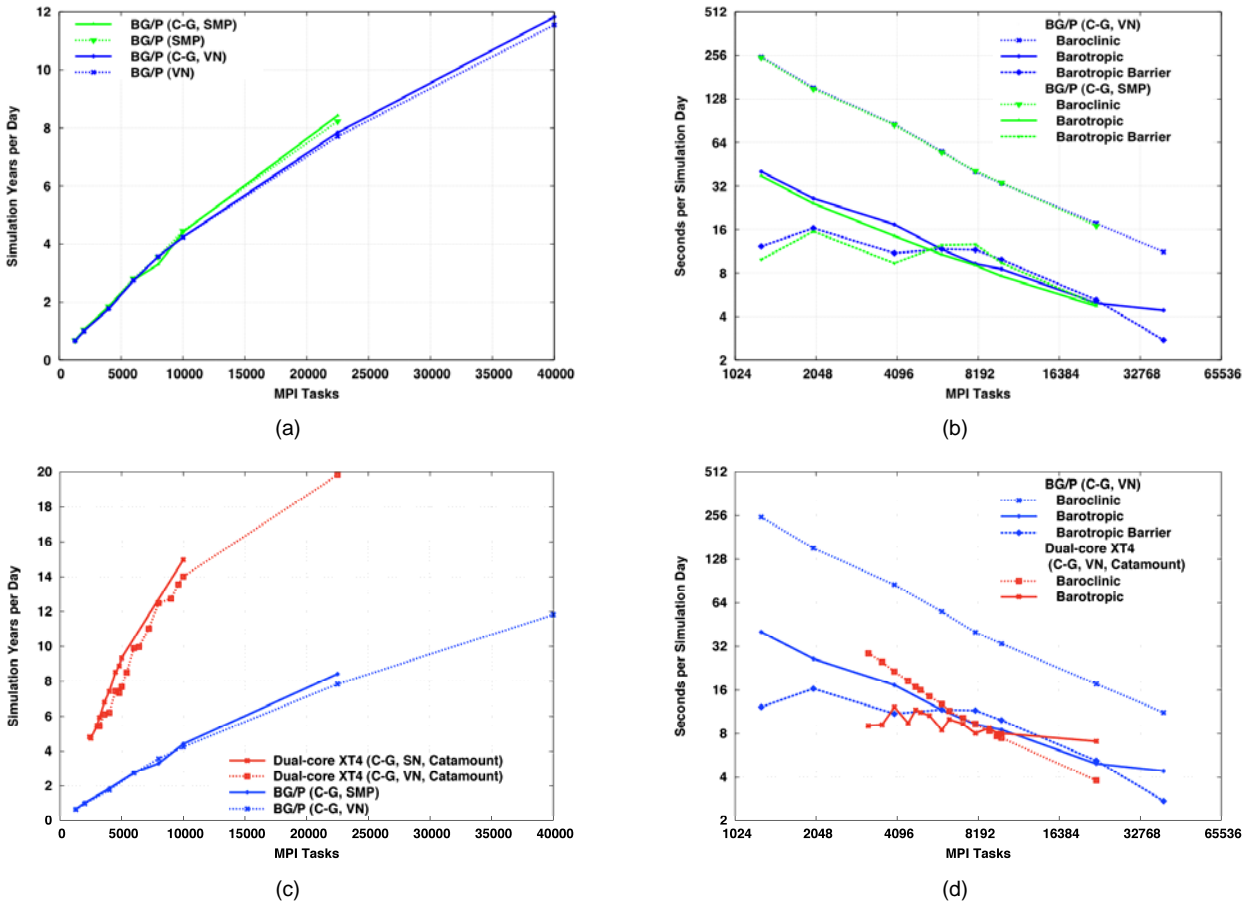 12
10
8
6
4
2
0
Simulation Years per Day
BG/P (C-G, SMP)
BG/P (SMP)
BG/P (C-G, VN)
BG/P (VN)
0 5000 10000 15000 20000 25000 30000 35000 40000
MPI Tasks
(a)
512
256
128
64
32
16
8
4
2
Seconds per Simulation Day
BG/P (C-G, VN)
Baroclinic
Barotropic
Barotropic Barrier
BG/P (C-G, SMP)
Baroclinic
Barotropic
Barotropic Barrier
1024 2048 4096 8192 16384 32768 65536
MPI Tasks
(b)
20
18
16
14
12
10
8
6
4
2
0
Simulation Years per Day
Dual-core XT4 (C-G, SN, Catamount)
Dual-core XT4 (C-G, VN, Catamount)
BG/P (C-G, SMP)
BG/P (C-G, VN)
0 5000 10000 15000 20000 25000 30000 35000 40000
MPI Tasks
(c)
512
256
128
64
32
16
8
4
2
Seconds per Simulation Day
BG/P (C-G, VN)
Baroclinic
Barotropic
Barotropic Barrier
Dual-core XT4
(C-G, VN, Catamount)
Baroclinic
Barotropic
1024 2048 4096 8192 16384 32768 65536
MPI Tasks
(d)